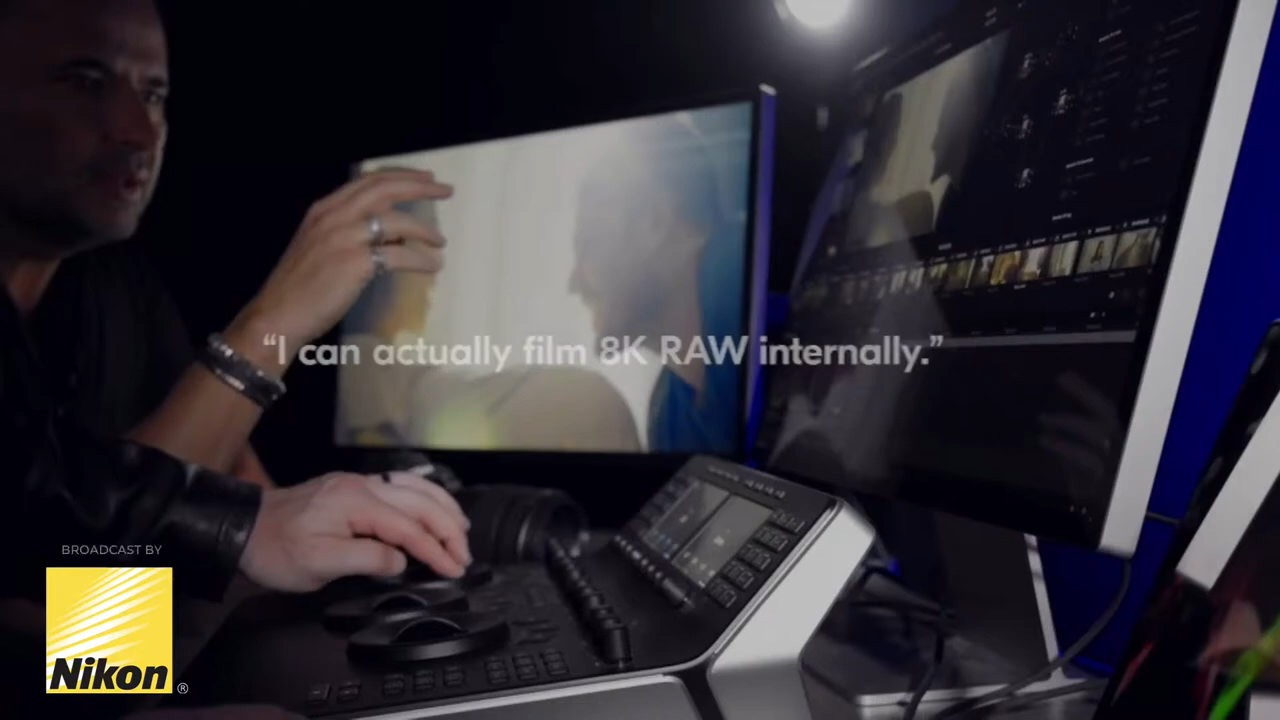 “I can actually film 8K RAW internally.”
BROADCAST BY
Nikon®